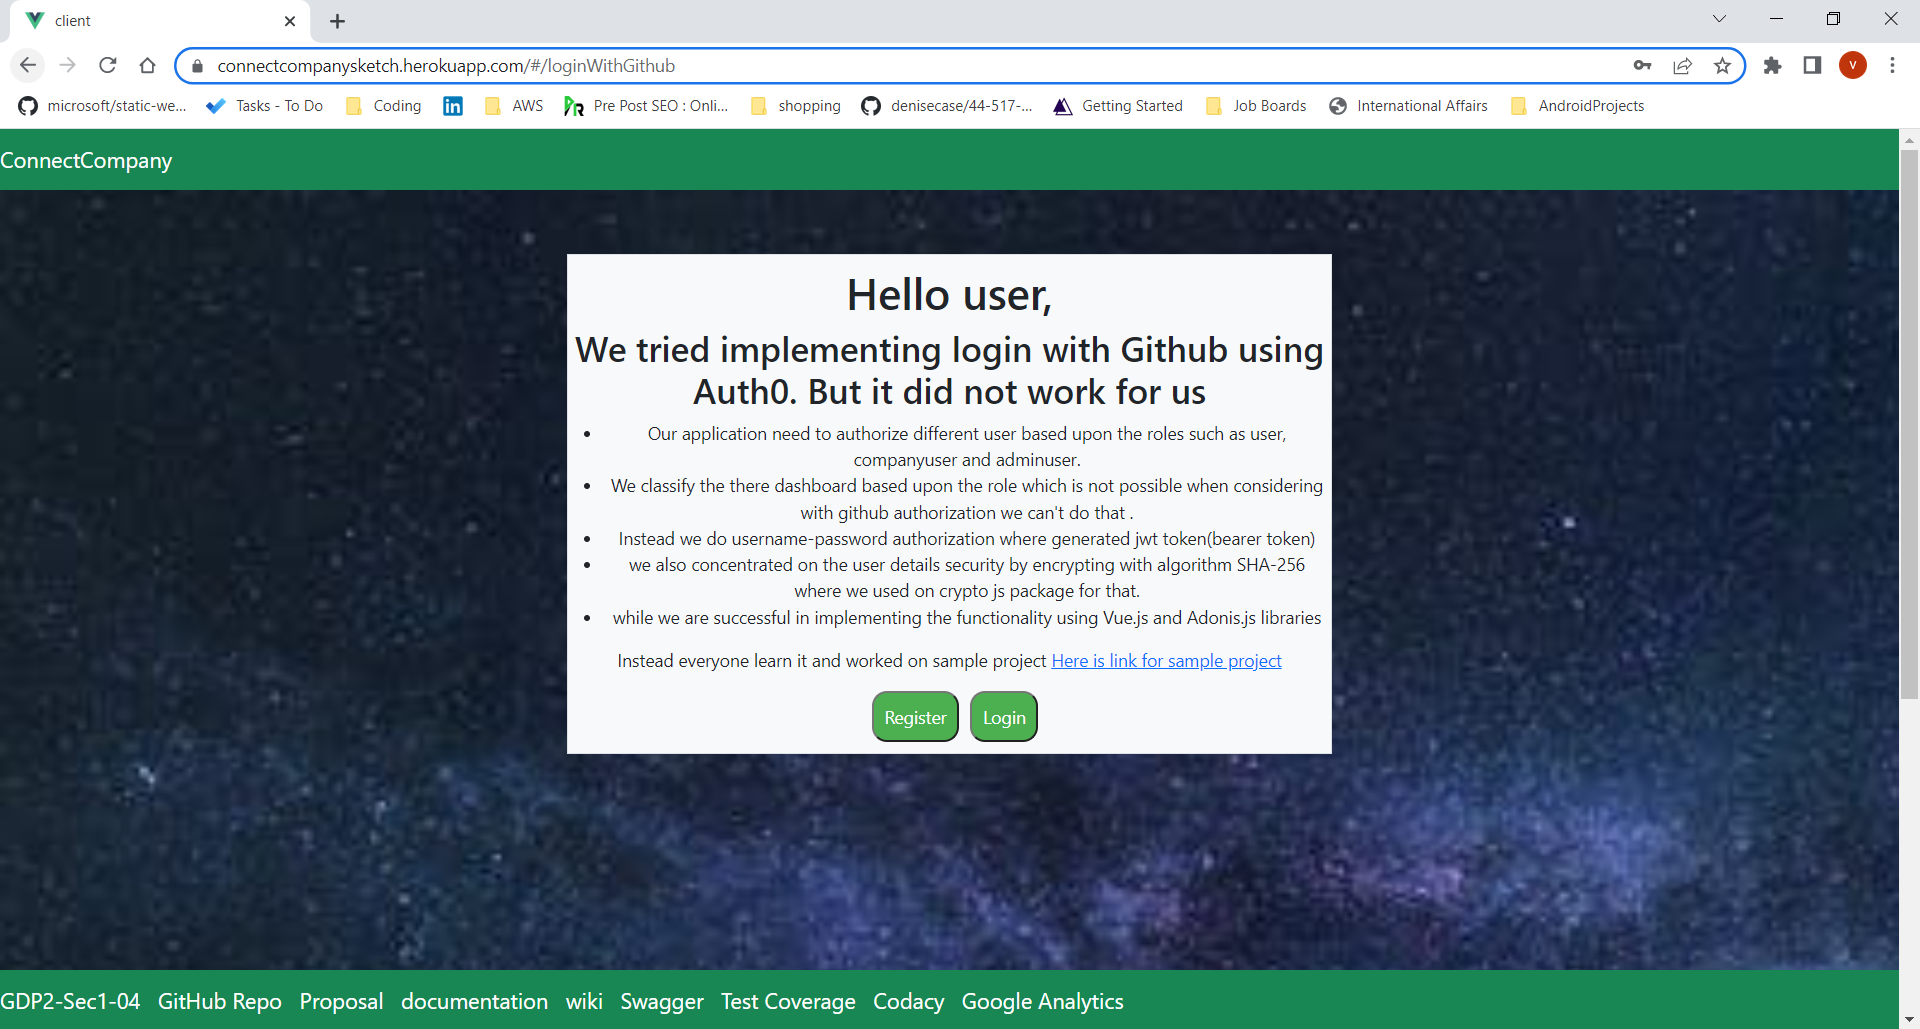 client
connectcompanysketch.herokuapp.com/#/loginWithGithub
V
microsoft/static-we... Tasks - To Do Coding AWS Pre Post SEO : Onli... shopping denisecase/44-517-... Getting Started Job Boards International Affairs AndroidProjects
ConnectCompany
Hello user,
We tried implementing login with Github using
Auth0. But it did not work for us
• Our application need to authorize different user based upon the roles such as user,
companyuser and adminuser.
• We classify the there dashboard based upon the role which is not possible when considering
with github authorization we can't do that .
• Instead we do username-password authorization where generated jwt token(bearer token)
• we also concentrated on the user details security by encrypting with algorithm SHA-256
where we used on crypto js package for that.
• while we are successful in implementing the functionality using Vue.js and Adonis.js libraries
Instead everyone learn it and worked on sample project Here is link for sample project
Register Login
GDP2-Sec1-04 GitHub Repo Proposal documentation wiki Swagger Test Coverage Codacy Google Analytics